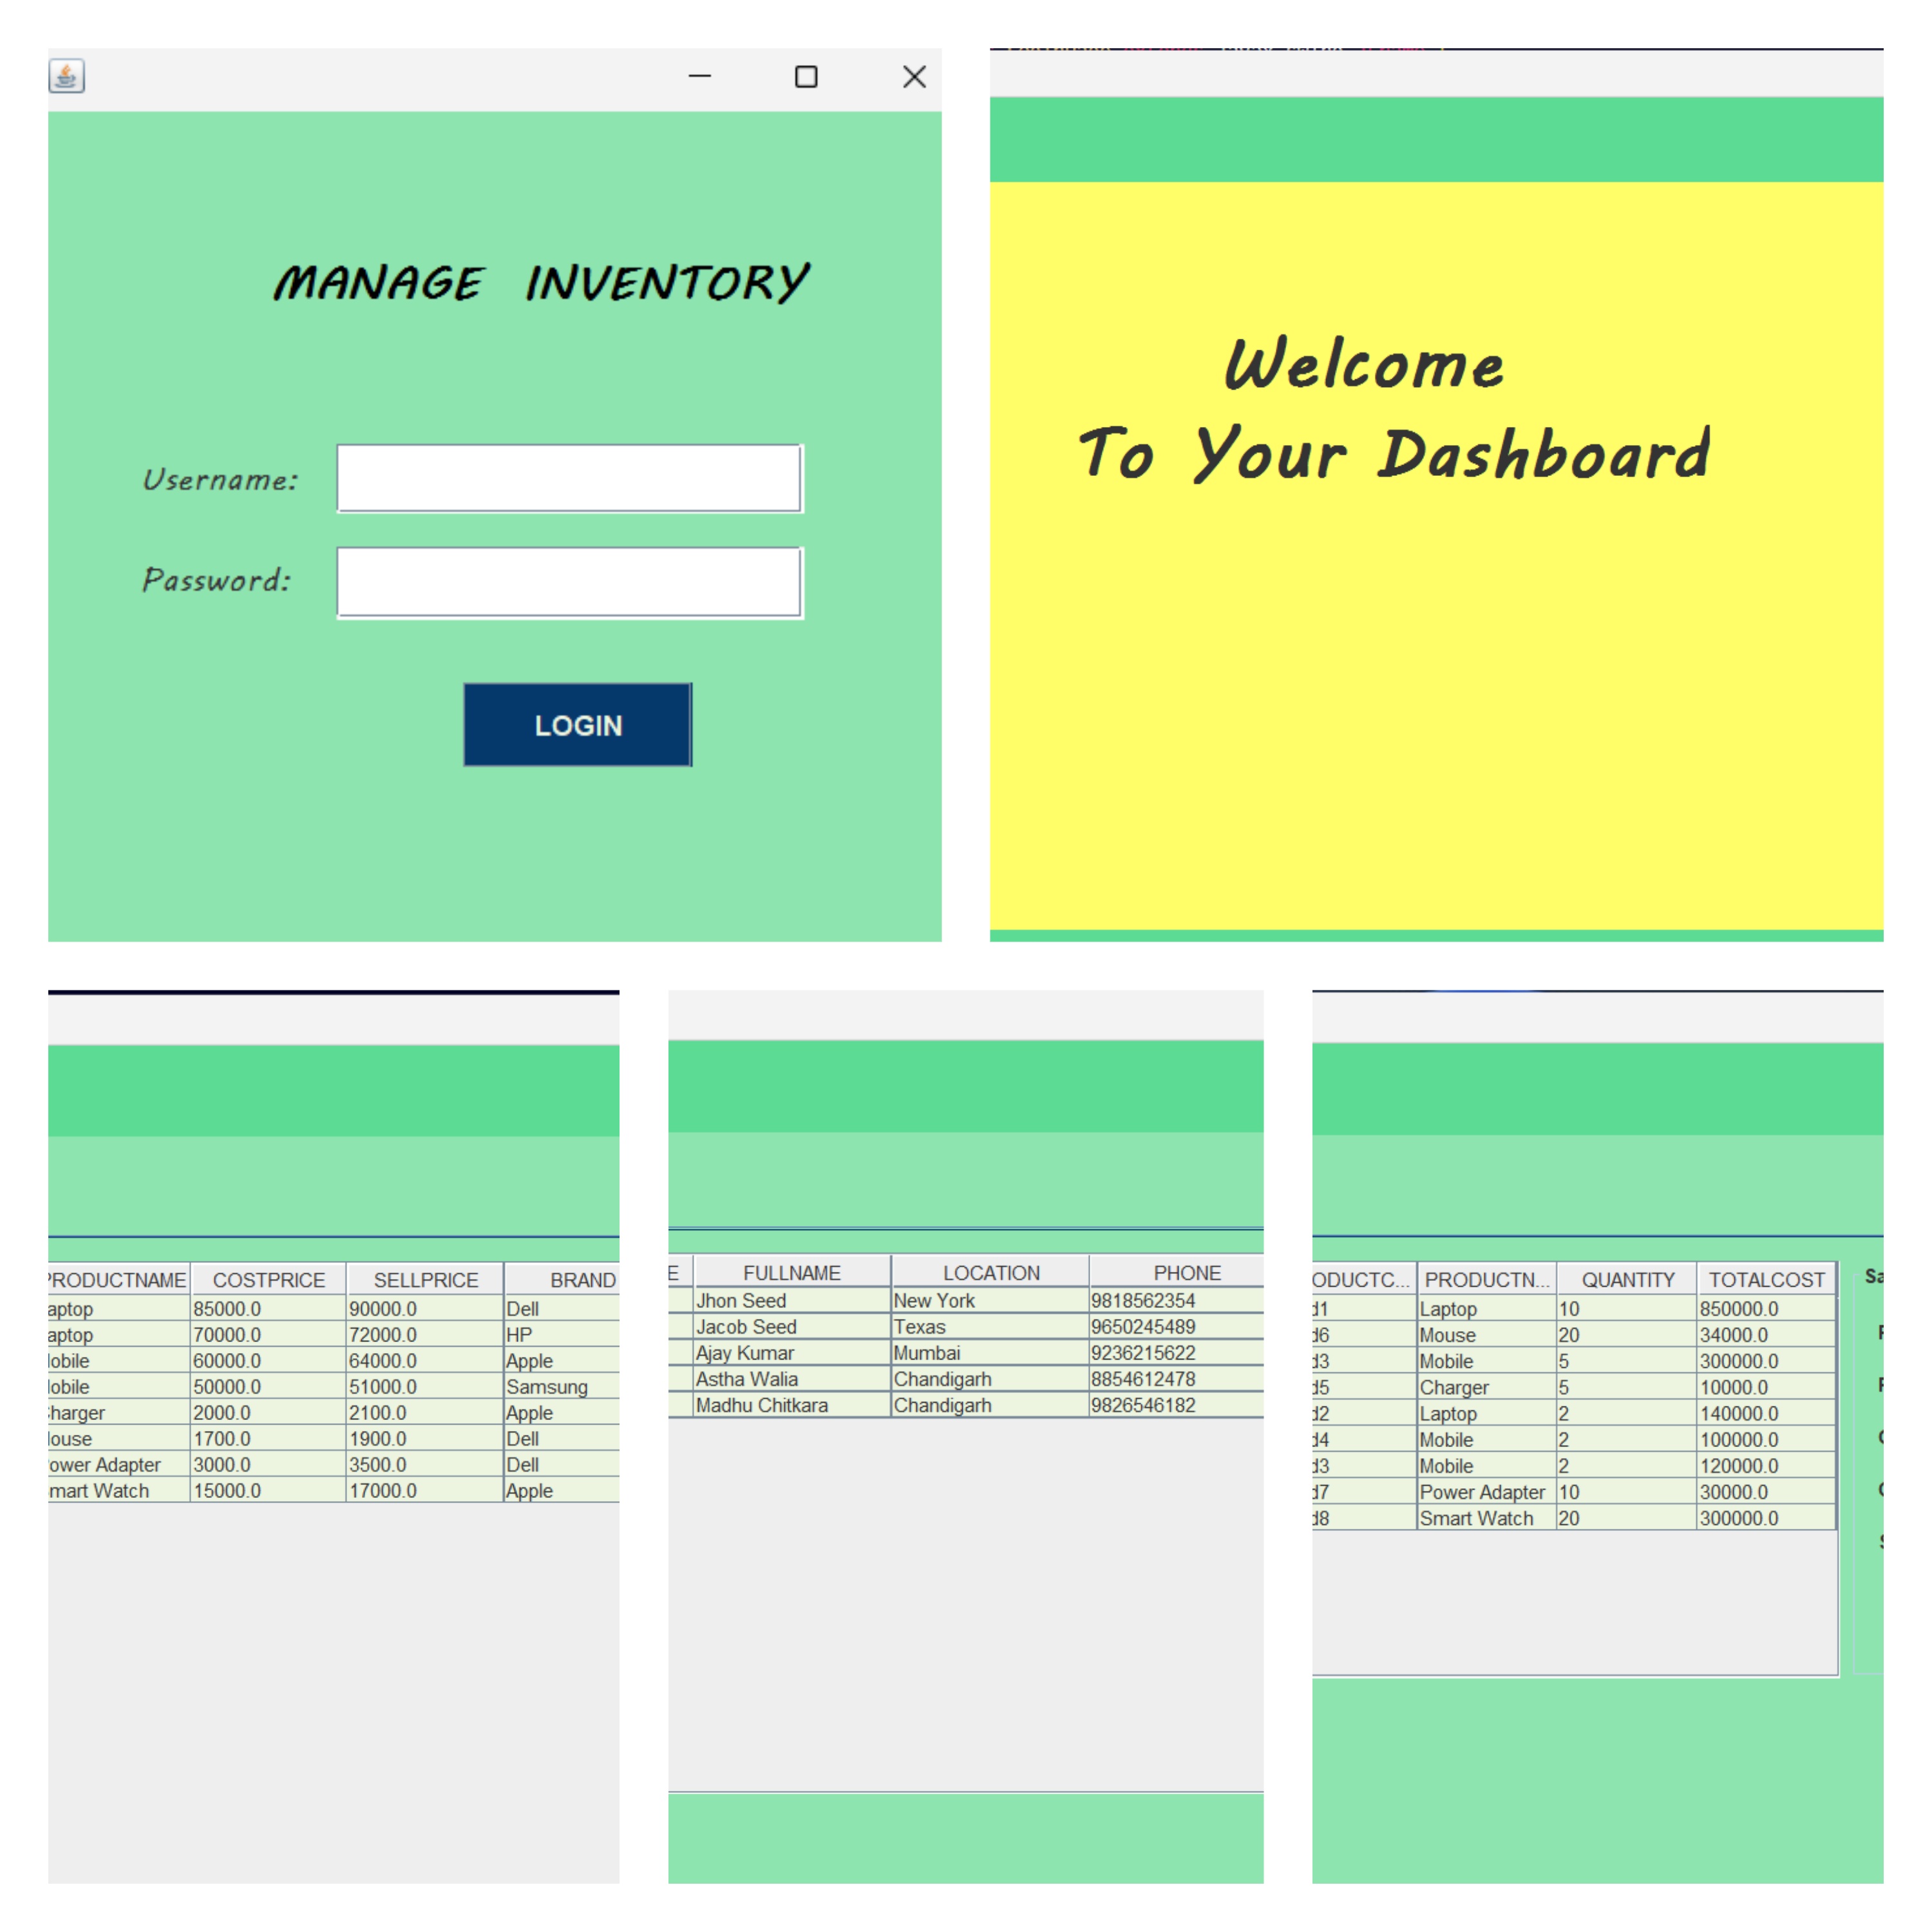 MANAGE INVENTORY
Username:
Password:
LOGIN
Welcome
To Your Dashboard
PRODUCTNAME COSTPRICE SELLPRICE BRAND
aptop 85000.0 90000.0 Dell
aptop 70000.0 72000.0 HP
obile 60000.0 64000.0 Apple
obile 50000.0 51000.0 Samsung
harger 2000.0 2100.0 Apple
ouse 1700.0 1900.0 Dell
ower Adapter 3000.0 3500.0 Dell
mart Watch 15000.0 17000.0 Apple
E FULLNAME LOCATION PHONE
Jhon Seed New York 9818562354
Jacob Seed Texas 9650245489
Ajay Kumar Mumbai 9236215622
Astha Walia Chandigarh 8854612478
Madhu Chitkara Chandigarh 9826546182
ODUCTC... PRODUCTN... QUANTITY TOTALCOST Sa
d1 Laptop 10 850000.0
d6 Mouse 20 34000.0
d3 Mobile 5 300000.0
d5 Charger 5 10000.0
d2 Laptop 2 140000.0
d4 Mobile 2 100000.0
d3 Mobile 2 120000.0
d7 Power Adapter 10 30000.0
d8 Smart Watch 20 300000.0